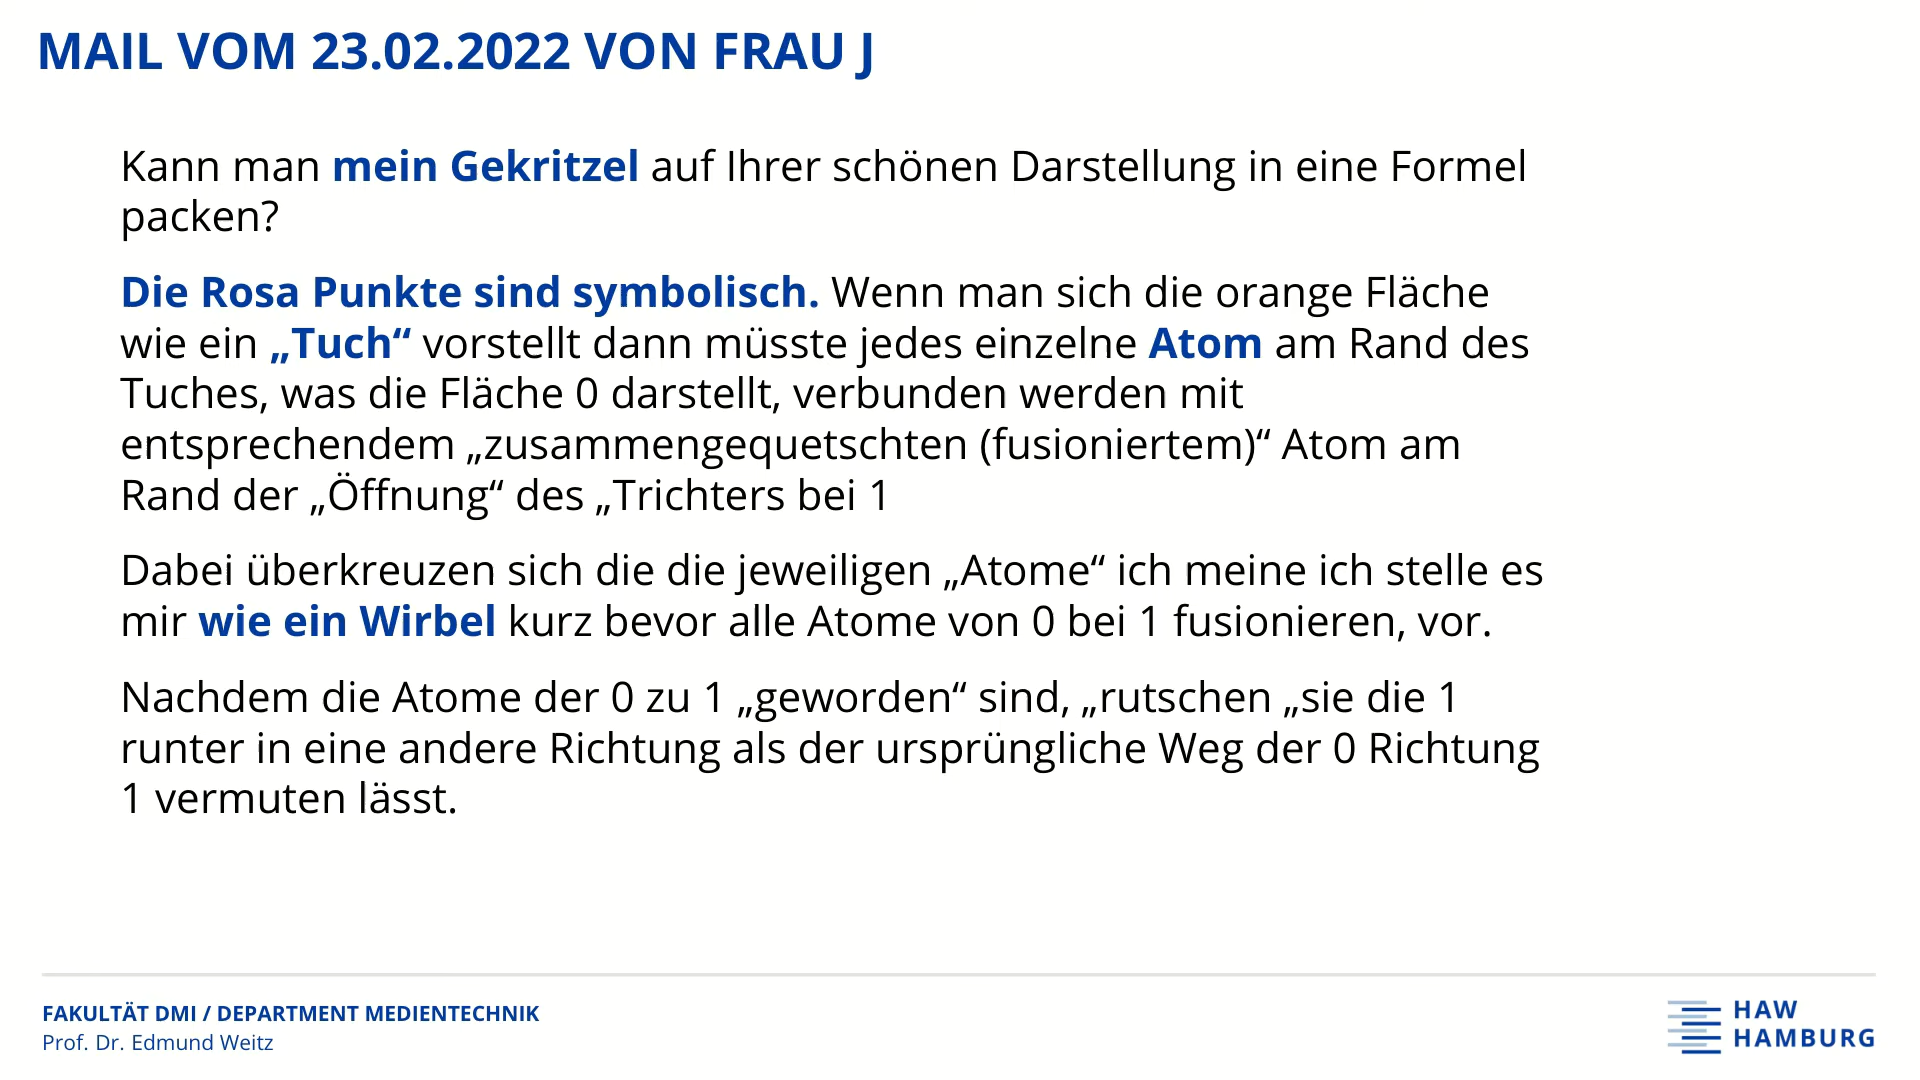 MAIL VOM 23.02.2022 VON FRAU J
Kann man mein Gekritzel auf Ihrer schönen Darstellung in eine Formel
packen?
Die Rosa Punkte sind symbolisch. Wenn man sich die orange Fläche
wie ein „Tuch“ vorstellt dann müsste jedes einzelne Atom am Rand des
Tuches, was die Fläche 0 darstellt, verbunden werden mit
entsprechendem „zusammengequetschten (fusioniertem)“ Atom am
Rand der „Öffnung“ des „Trichters bei 1
Dabei überkreuzen sich die die jeweiligen „Atome“ ich meine ich stelle es
mir wie ein Wirbel kurz bevor alle Atome von 0 bei 1 fusionieren, vor.
Nachdem die Atome der 0 zu 1 „geworden“ sind, „rutschen „sie die 1
runter in eine andere Richtung als der ursprüngliche Weg der 0 Richtung
1 vermuten lässt.
FAKULTÄT DMI / DEPARTMENT MEDIENTECHNIK
Prof. Dr. Edmund Weitz
HAW
HAMBURG